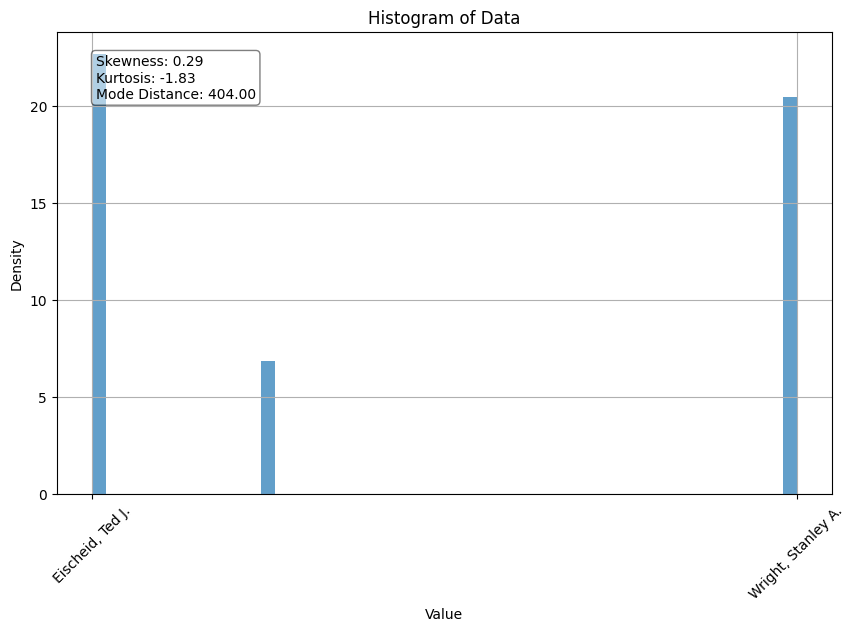 Histogram of Data
Skewness: 0.29
Kurtosis: -1.83
Mode Distance: 404.00
20
15
10
5
0
Density
Eischeid, Ted J.
Wright, Stanley A.
Value